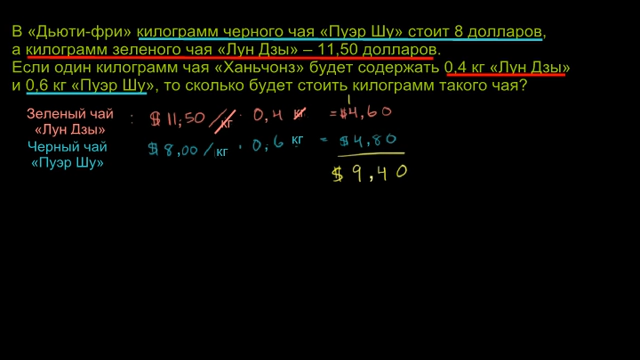 В «Дьюти-фри» килограмм черного чая «Пуэр Шу» стоит 8 долларов,
а килограмм зеленого чая «Лун Дзы» – 11,50 долларов.
Если один килограмм чая «Ханьчонз» будет содержать 0,4 кг «Лун Дзы»
и 0,6 кг «Пуэр Шу», то сколько будет стоить килограмм такого чая?
Зеленый чай : $11,50/кг · 0,4 кг = $4,60
«Лун Дзы»
Черный чай $8,00/кг · 0,6 кг = $4,80
«Пуэр Шу»
$9,40